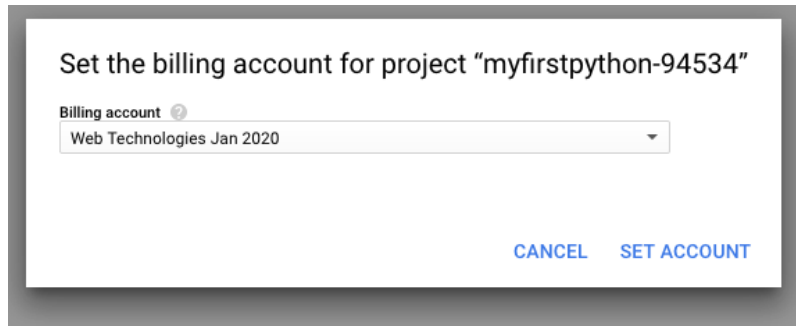 Set the billing account for project “myfirstpython-94534”
Billing account ?
Web Technologies Jan 2020
CANCEL SET ACCOUNT